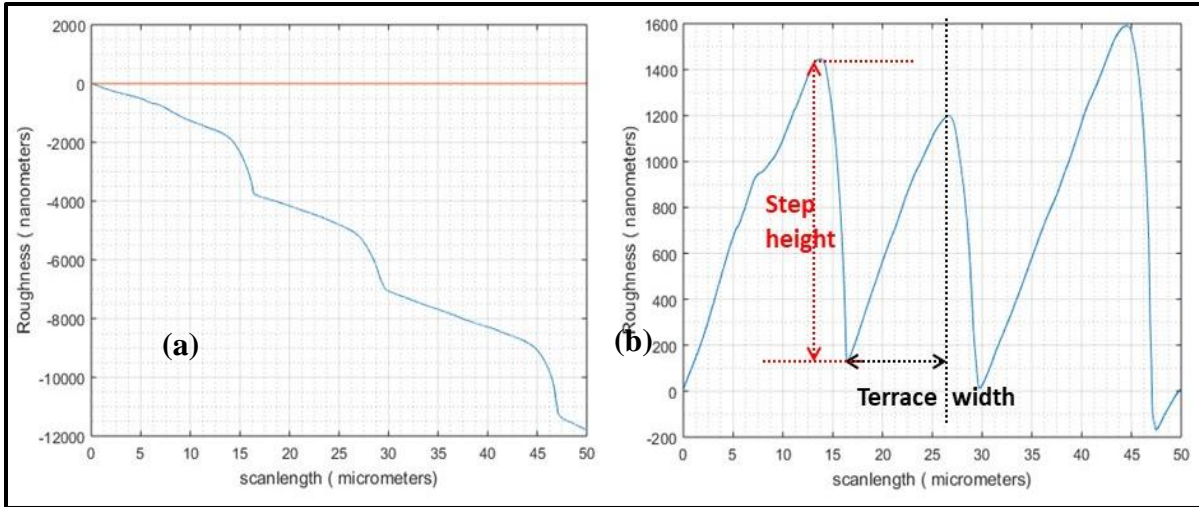 2000
0
-2000
-4000
-6000
-8000
-10000
-12000
Roughness ( nanometers)
0 5 10 15 20 25 30 35 40 45 50
scanlength ( micrometers)
(a)
1600
1400
1200
1000
800
600
400
200
0
-200
Roughness ( nanometers)
0 5 10 15 20 25 30 35 40 45 50
scanlength ( micrometers)
(b)
Step
height
Terrace width